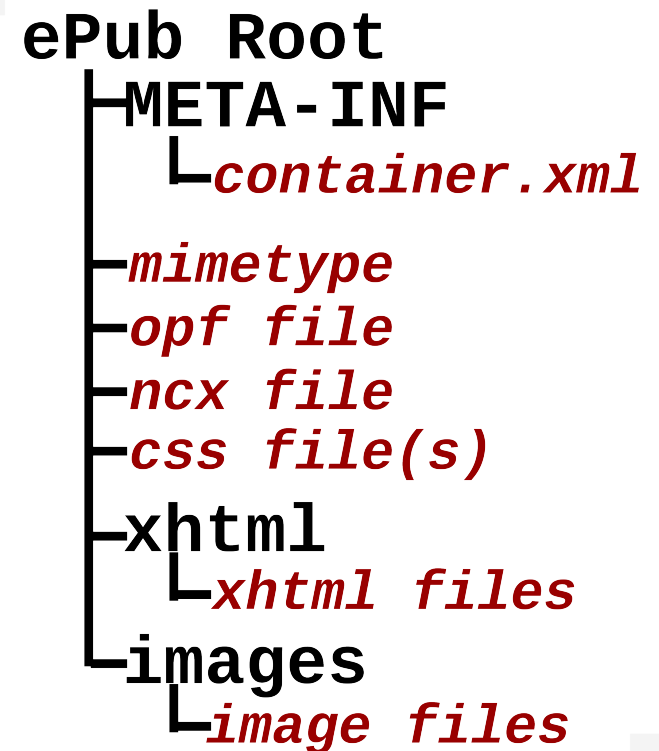 ePub Root
META-INF
container.xml
mimetype
opf file
ncx file
css file(s)
xhtml
xhtml files
images
image files